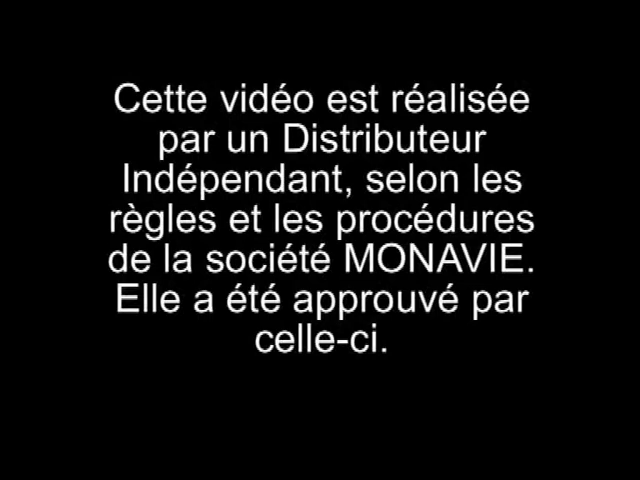 Cette vidéo est réalisée
par un Distributeur
Indépendant, selon les
règles et les procédures
de la société MONAVIE.
Elle a été approuvé par
celle-ci.